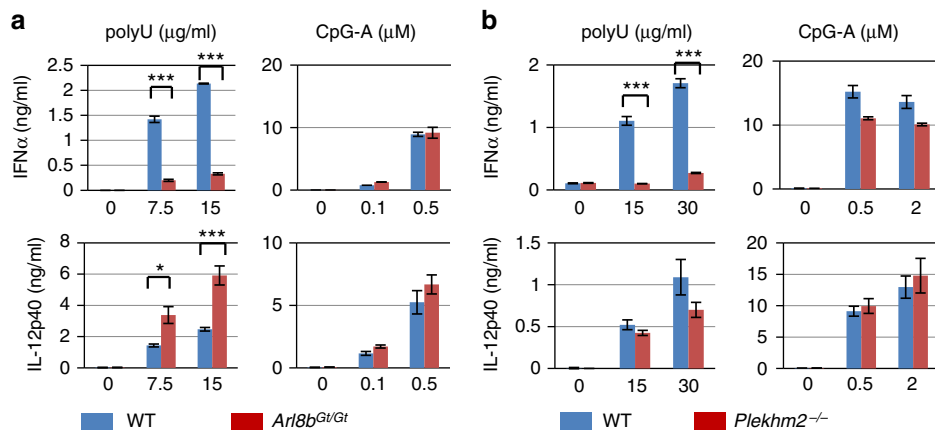 a
polyU (μg/ml)
CpG-A (μM)
IFNα (ng/ml)
2.5
2
1.5
1
0.5
0
***
***
0 7.5 15
20
10
0
0 0.1 0.5
IL-12p40 (ng/ml)
8
6
4
2
0
*
***
0 7.5 15
10
5
0
0 0.1 0.5
WT
Arl8bGt/Gt
b
polyU (μg/ml)
CpG-A (μM)
IFNα (ng/ml)
2
1
0
***
***
0 15 30
20
15
10
5
0
0 0.5 2
IL-12p40 (ng/ml)
1.5
1
0.5
0
0 15 30
20
15
10
5
0
0 0.5 2
WT
Plekhm2–/–